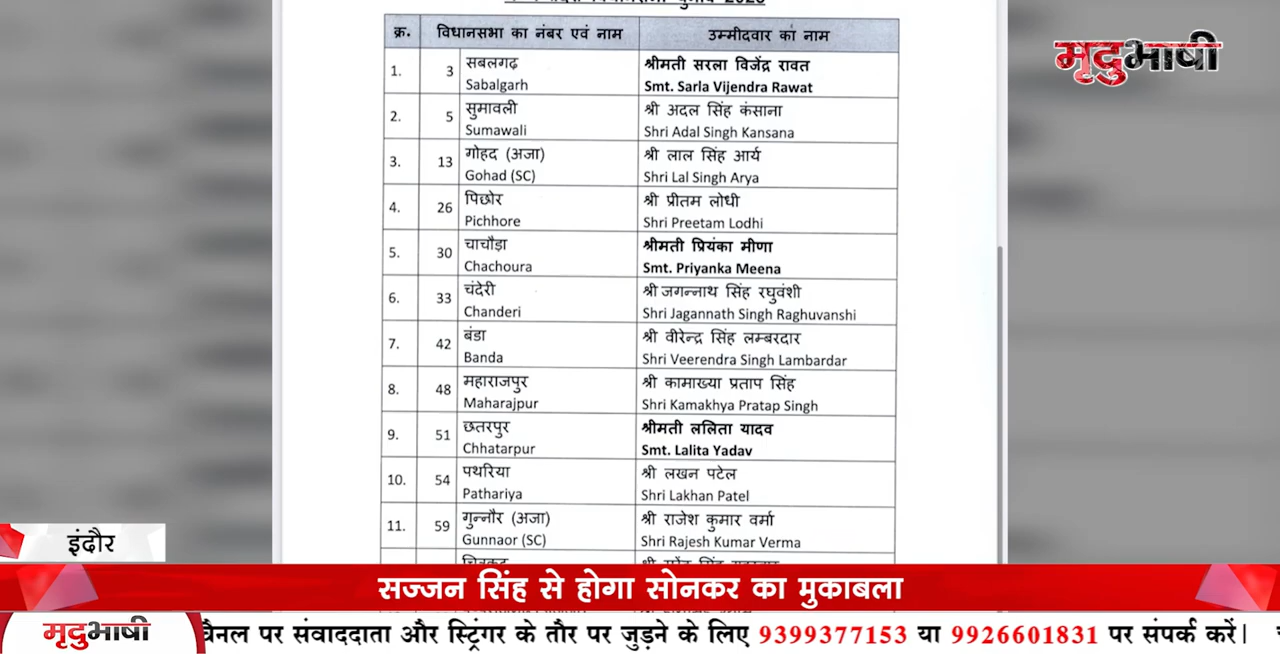 क्र. विधानसभा का नंबर एवं नाम उम्मीदवार का नाम
मृदुभाषी
1. 3 सबलगढ़ श्रीमती सरला विजेंद्र रावत
Sabalgarh Smt. Sarla Vijendra Rawat
2. 5 सुमावली श्री अदल सिंह कंसाना
Sumawali Shri Adal Singh Kansana
3. 13 गोहद (अजा) श्री लाल सिंह आर्य
Gohad (SC) Shri Lal Singh Arya
4. 26 पिछोर श्री प्रीतम लोधी
Pichhore Shri Preetam Lodhi
5. 30 चाचौड़ा श्रीमती प्रियंका मीणा
Chachoura Smt. Priyanka Meena
6. 33 चंदेरी श्री जगन्नाथ सिंह रघुवंशी
Chanderi Shri Jagannath Singh Raghuvanshi
7. 42 बंडा श्री वीरेन्द्र सिंह लम्बरदार
Banda Shri Veerendra Singh Lambardar
8. 48 महाराजपुर श्री कामाख्या प्रताप सिंह
Maharajpur Shri Kamakhya Pratap Singh
9. 51 छतरपुर श्रीमती ललिता यादव
Chhatarpur Smt. Lalita Yadav
10. 54 पथरिया श्री लखन पटेल
Pathariya Shri Lakhan Patel
11. 59 गुन्नौर (अजा) श्री राजेश कुमार वर्मा
Gunnaor (SC) Shri Rajesh Kumar Verma
इंदौर
सज्जन सिंह से होगा सोनकर का मुकाबला
मृदुभाषी
चैनल पर संवाददाता और स्ट्रिंगर के तौर पर जुड़ने के लिए 9399377153 या 9926601831 पर संपर्क करें।